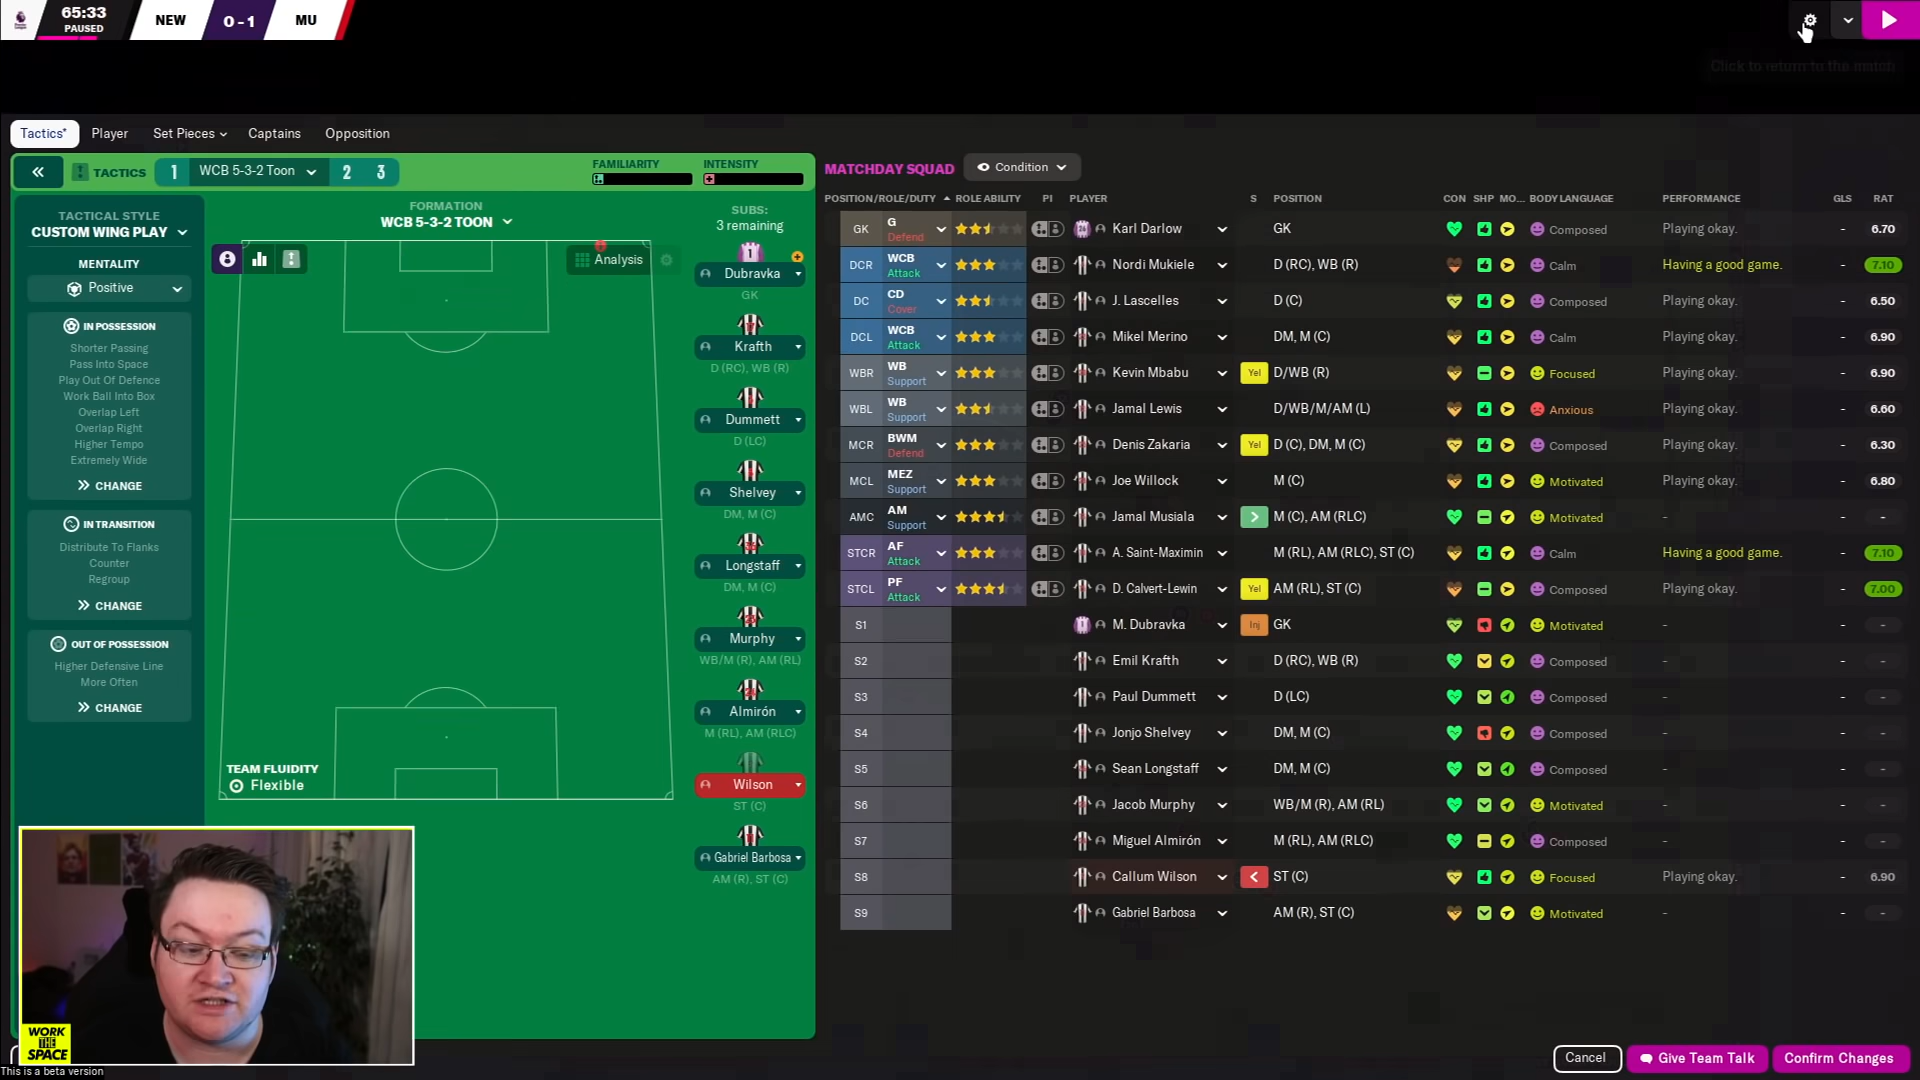 65:33
PAUSED
NEW
0 - 1
MU
Click to return to the match
Tactics*
Player
Set Pieces
Captains
Opposition
TACTICS
1
WCB 5-3-2 Toon
2
3
FAMILIARITY
INTENSITY
TACTICAL STYLE
CUSTOM WING PLAY
MENTALITY
Positive
IN POSSESSION
Shorter Passing
Pass Into Space
Play Out Of Defence
Work Ball Into Box
Overlap Left
Overlap Right
Higher Tempo
Extremely Wide
CHANGE
IN TRANSITION
Distribute To Flanks
Counter
Regroup
CHANGE
OUT OF POSSESSION
Higher Defensive Line
More Often
CHANGE
FORMATION
WCB 5-3-2 TOON
Analysis
TEAM FLUIDITY
Flexible
SUBS:
3 remaining
1
Dubravka
GK
Krafth
D (RC), WB (R)
Dummett
D (LC)
Shelvey
DM, M (C)
Longstaff
DM, M (C)
Murphy
WB/M (R), AM (RL)
Almirón
M (RL), AM (RLC)
Wilson
ST (C)
Gabriel Barbosa
AM (R), ST (C)
MATCHDAY SQUAD
Condition
POSITION/ROLE/DUTY ROLE ABILITY PI PLAYER S POSITION CON SHP MO... BODY LANGUAGE PERFORMANCE GLS RAT
GK G Defend Karl Darlow GK Composed Playing okay. - 6.70
DCR WCB Attack Nordi Mukiele D (RC), WB (R) Calm Having a good game. - 7.10
DC CD Cover J. Lascelles D (C) Composed Playing okay. - 6.50
DCL WCB Attack Mikel Merino DM, M (C) Calm Playing okay. - 6.90
WBR WB Support Kevin Mbabu Yel D/WB (R) Focused Playing okay. - 6.90
WBL WB Support Jamal Lewis D/WB/M/AM (L) Anxious Playing okay. - 6.60
MCR BWM Defend Denis Zakaria Yel D (C), DM, M (C) Composed Playing okay. - 6.30
MCL MEZ Support Joe Willock M (C) Motivated Playing okay. - 6.80
AMC AM Support Jamal Musiala M (C), AM (RLC) Motivated - - -
STCR AF Attack A. Saint-Maximin M (RL), AM (RLC), ST (C) Calm Having a good game. - 7.10
STCL PF Attack D. Calvert-Lewin Yel AM (RL), ST (C) Composed Playing okay. - 7.00
S1 M. Dubravka Inj GK Motivated - - -
S2 Emil Krafth D (RC), WB (R) Composed - - -
S3 Paul Dummett D (LC) Composed - - -
S4 Jonjo Shelvey DM, M (C) Composed - - -
S5 Sean Longstaff DM, M (C) Composed - - -
S6 Jacob Murphy WB/M (R), AM (RL) Motivated - - -
S7 Miguel Almirón M (RL), AM (RLC) Composed - - -
S8 Callum Wilson ST (C) Focused Playing okay. - 6.90
S9 Gabriel Barbosa AM (R), ST (C) Motivated - - -
WORK
THE
SPACE
This is a beta version
Cancel
Give Team Talk
Confirm Changes